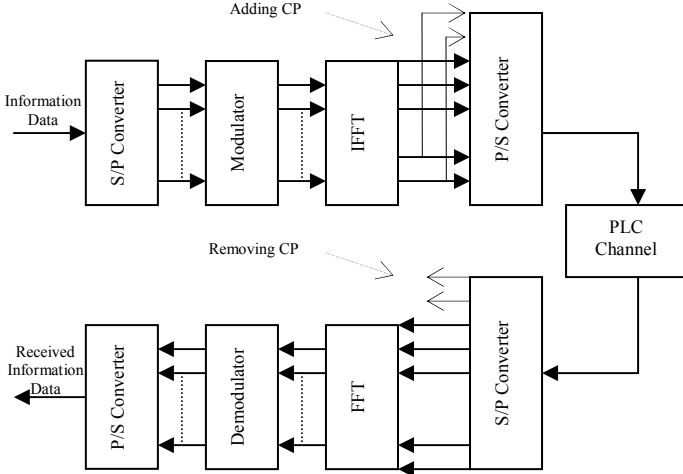 Adding CP
Information
Data
S/P Converter
Modulator
IFFT
P/S Converter
PLC
Channel
Removing CP
Received
Information
Data
P/S Converter
Demodulator
FFT
S/P Converter